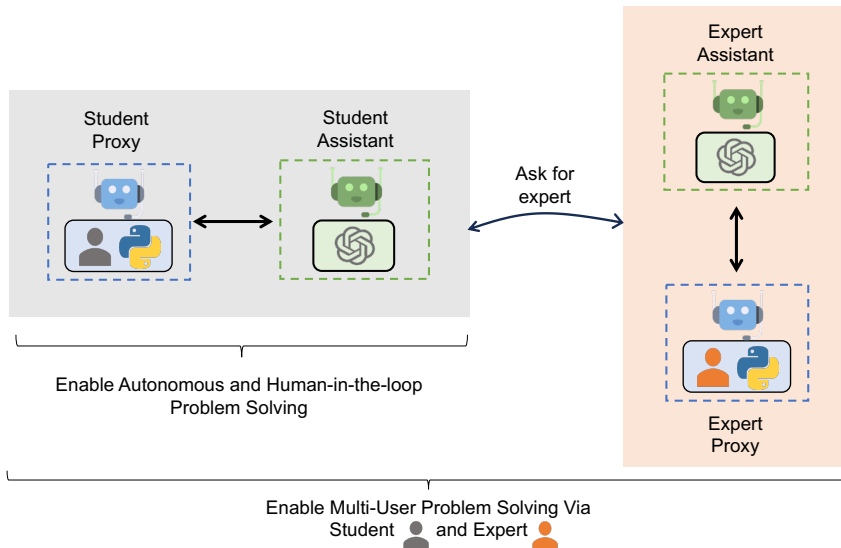 Expert
Assistant
Student
Proxy
Student
Assistant
Ask for
expert
Enable Autonomous and Human-in-the-loop
Problem Solving
Expert
Proxy
Enable Multi-User Problem Solving Via
Student and Expert